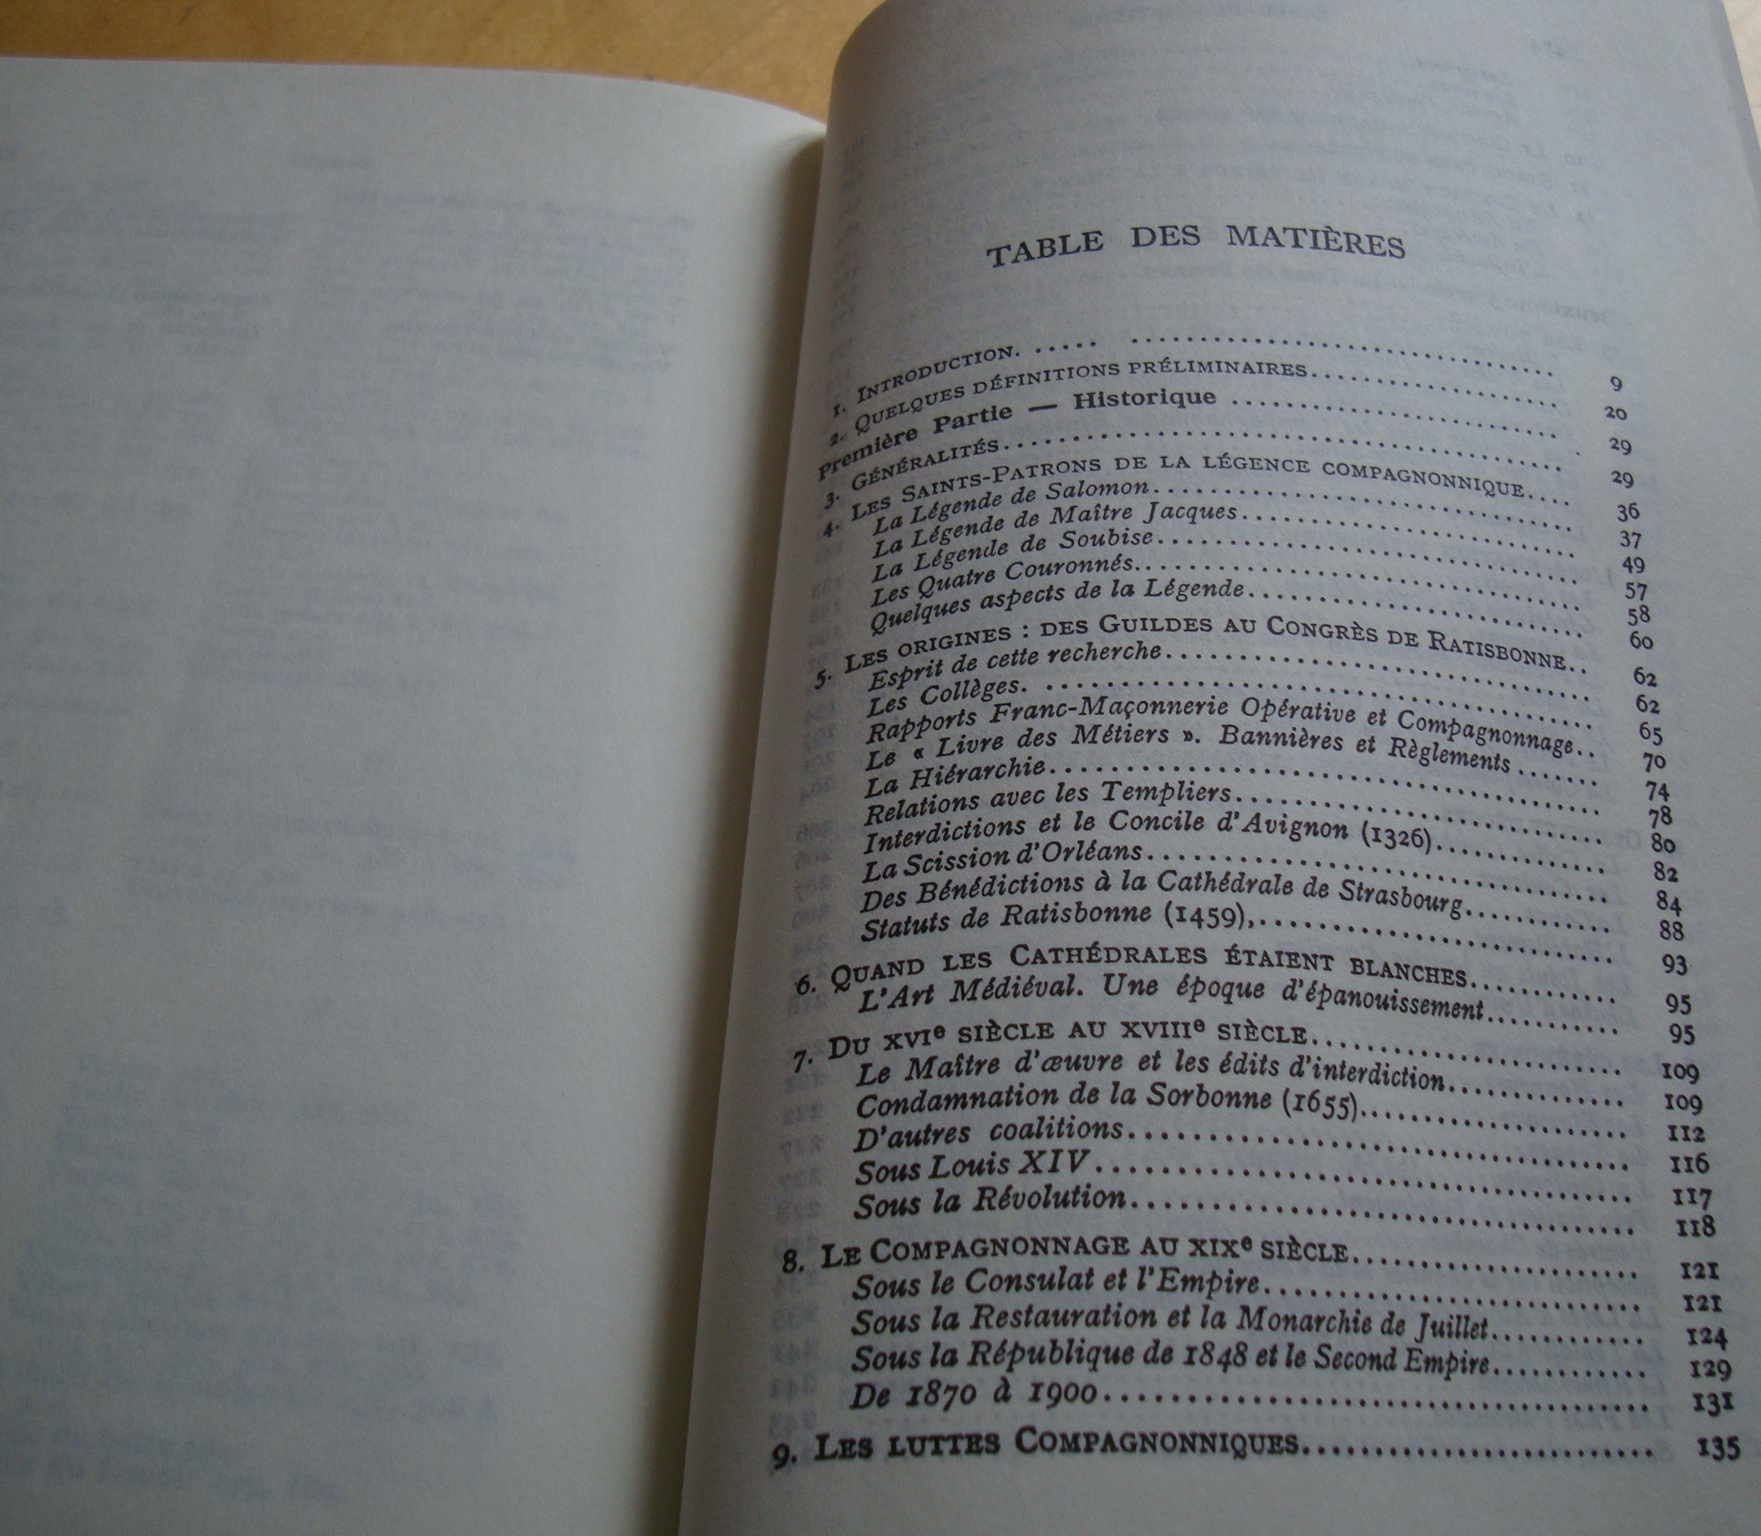 TABLE DES MATIÈRES
1. INTRODUCTION. ..... .............................. 9
2. QUELQUES DÉFINITIONS PRÉLIMINAIRES.................. 20
Première Partie — Historique ........................ 29
3. GÉNÉRALITÉS........................................ 29
4. LES SAINTS-PATRONS DE LA LÉGENCE COMPAGNONNIQUE.... 36
La Légende de Salomon............................... 37
La Légende de Maître Jacques........................ 49
La Légende de Soubise............................... 57
Les Quatre Couronnés................................ 58
Quelques aspects de la Légende...................... 60
5. LES ORIGINES : DES GUILDES AU CONGRÈS DE RATISBONNE.. 62
Esprit de cette recherche........................... 62
Les Collèges. ...................................... 65
Rapports Franc-Maçonnerie Opérative et Compagnonnage.. 70
Le « Livre des Métiers ». Bannières et Règlements ....... 74
La Hiérarchie....................................... 78
Relations avec les Templiers........................ 80
Interdictions et le Concile d'Avignon (1326).............. 82
La Scission d'Orléans............................... 84
Des Bénédictions à la Cathédrale de Strasbourg........... 88
Statuts de Ratisbonne (1459),....................... 93
6. QUAND LES CATHÉDRALES ÉTAIENT BLANCHES............ 95
L'Art Médiéval. Une époque d'épanouissement.......... 95
7. DU XVIe SIÈCLE AU XVIIIe SIÈCLE....................... 109
Le Maître d'œuvre et les édits d'interdiction............. 109
Condamnation de la Sorbonne (1655).................... 112
D'autres coalitions.................................. 116
Sous Louis XIV..................................... 117
Sous la Révolution.................................. 118
8. LE COMPAGNONNAGE AU XIXe SIÈCLE..................... 121
Sous le Consulat et l'Empire......................... 121
Sous la Restauration et la Monarchie de Juillet............ 124
Sous la République de 1848 et le Second Empire............ 129
De 1870 à 1900..................................... 131
9. LES LUTTES COMPAGNONNIQUES......................... 135